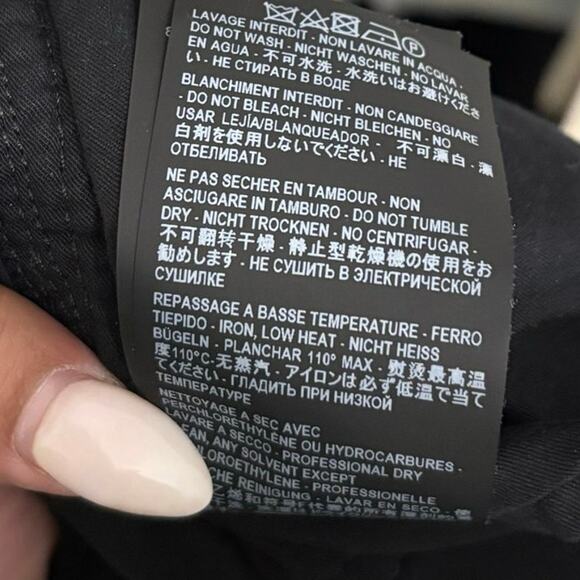 LAVAGE INTERDIT - NON LAVARE IN ACQUA -
DO NOT WASH - NICHT WASCHEN - NO LAVAR
EN AGUA - 不可水洗 - 水洗いはお避けくださ
い - НЕ СТИРАТЬ В ВОДЕ
BLANCHIMENT INTERDIT - NON CANDEGGIARE
- DO NOT BLEACH - NICHT BLEICHEN - NO
USAR LEJÍA/BLANQUEADOR - 不可漂白 - 漂
白剤を使用しないでください - НЕ
ОТБЕЛИВАТЬ
NE PAS SECHER EN TAMBOUR - NON
ASCIUGARE IN TAMBURO - DO NOT TUMBLE
DRY - NICHT TROCKNEN - NO CENTRIFUGAR -
不可翻转干燥 - 静止型乾燥機の使用をお
勧めします - НЕ СУШИТЬ В ЭЛЕКТРИЧЕСКОЙ
СУШИЛКЕ
REPASSAGE A BASSE TEMPERATURE - FERRO
TIEPIDO - IRON, LOW HEAT - NICHT HEISS
BÜGELN - PLANCHAR 110° MAX - 熨烫最高温
度110°C-无蒸汽 - アイロンは必ず低温で当て
てください - ГЛАДИТЬ ПРИ НИЗКОЙ
ТЕМПЕРАТУРЕ
NETTOYAGE A SEC AVEC
PERCHLORETHYLÈNE OU HYDROCARBURES -
LAVARE A SECCO - PROFESSIONAL DRY
CLEAN, ANY SOLVENT EXCEPT
CHLOROETHYLENE - PROFESSIONELLE
REINIGUNG - LAVAR EN SECO - 使